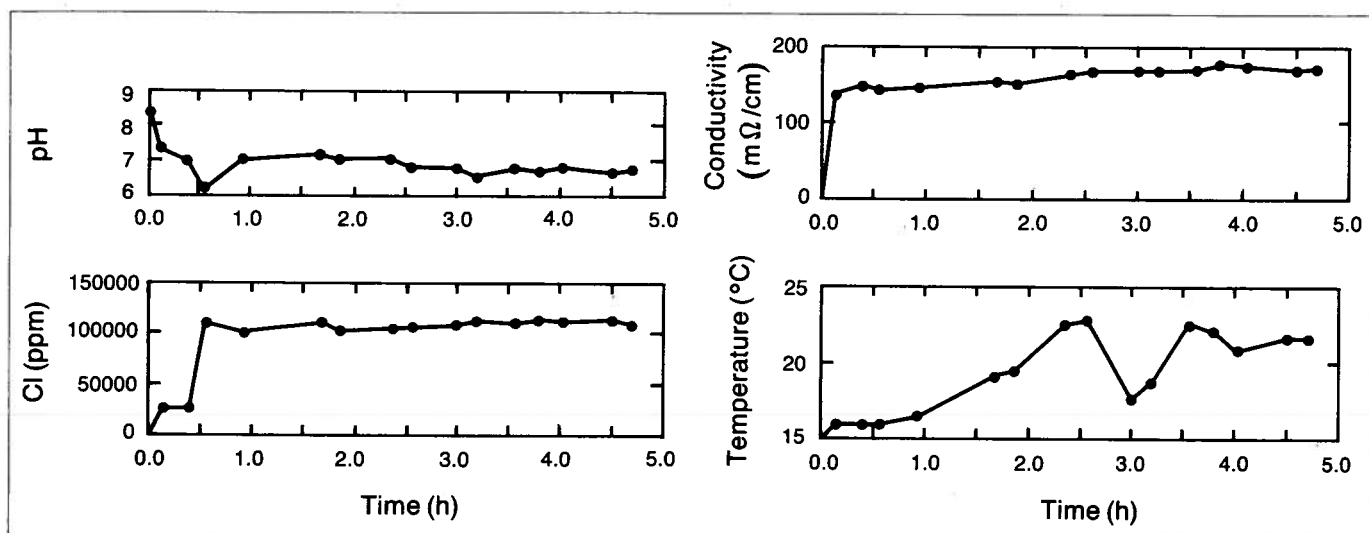 pH
9
8
7
6
0.0 1.0 2.0 3.0 4.0 5.0
Conductivity
(m Ω/cm)
200
100
0
0.0 1.0 2.0 3.0 4.0 5.0
Cl (ppm)
150000
100000
50000
0
0.0 1.0 2.0 3.0 4.0 5.0
Time (h)
Temperature (°C)
25
20
15
0.0 1.0 2.0 3.0 4.0 5.0
Time (h)